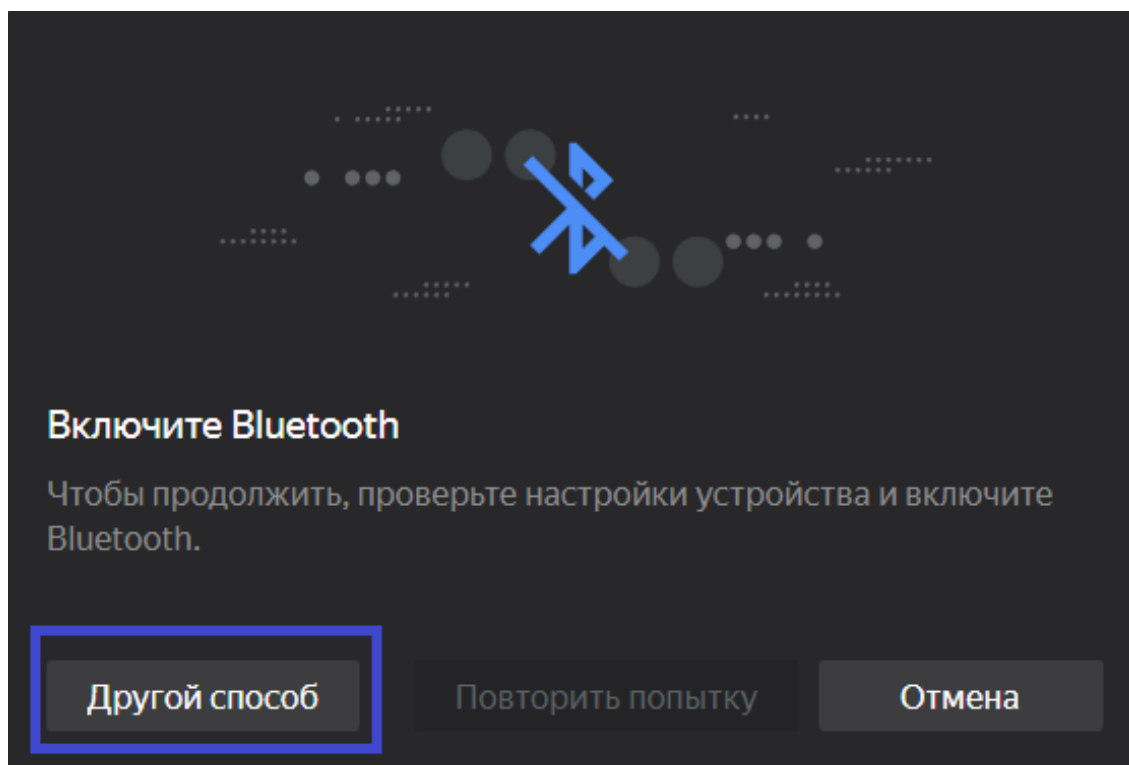 Включите Bluetooth
Чтобы продолжить, проверьте настройки устройства и включите
Bluetooth.
Другой способ Повторить попытку Отмена